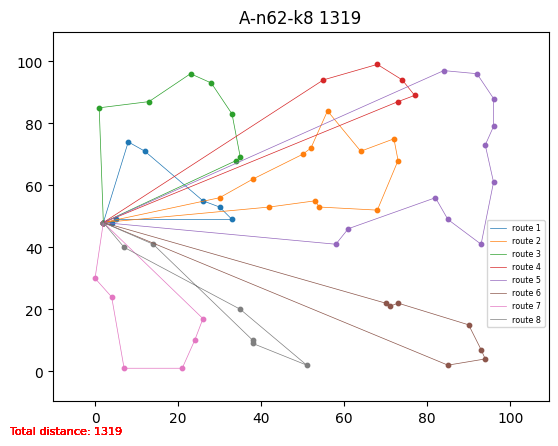 A-n62-k8 1319
100
80
60
40
20
0
0 20 40 60 80 100
route 1
route 2
route 3
route 4
route 5
route 6
route 7
route 8
Total distance: 1319